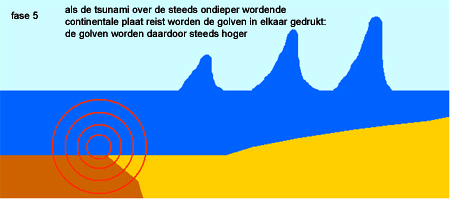 fase 5
als de tsunami over de steeds ondieper wordende
continentale plaat reist worden de golven in elkaar gedrukt:
de golven worden daardoor steeds hoger